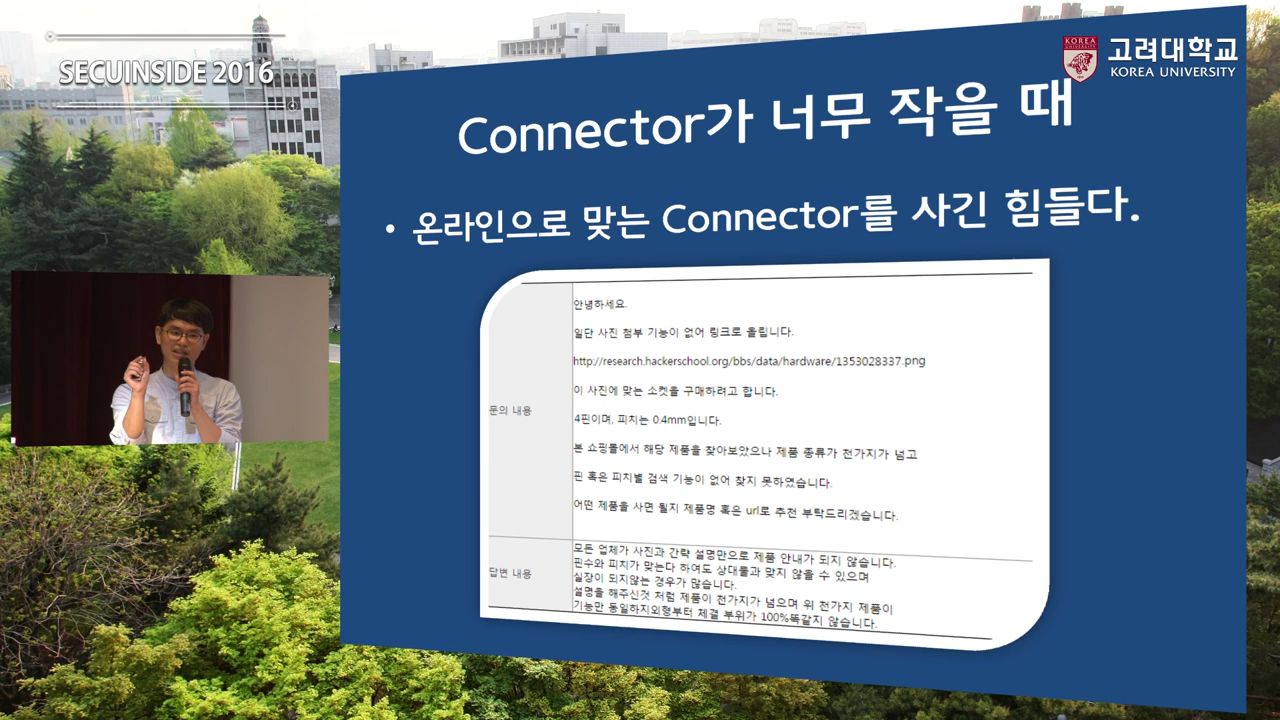 SECUINSIDE 2016
KOREA
UNIVERSITY
고려대학교
KOREA UNIVERSITY
Connector가 너무 작을 때
• 온라인으로 맞는 Connector를 사긴 힘들다.
문의 내용
안녕하세요.
일단 사진 첨부 기능이 없어 링크로 올립니다.
http://research.hackerschool.org/bbs/data/hardware/1353028337.png
이 사진에 맞는 소켓을 구매하려고 합니다.
4핀이며, 피치는 0.4mm입니다.
본 쇼핑몰에서 해당 제품을 찾아보았으나 제품 종류가 천가지가 넘고
핀 혹은 피치별 검색 기능이 없어 찾지 못하였습니다.
어떤 제품을 사면 될지 제품명 혹은 url로 추천 부탁드리겠습니다.
답변 내용
모든 업체가 사진과 간략 설명만으로 제품 안내가 되지 않습니다.
핀수와 피치가 맞는다 하여도 상대물과 맞지 않을 수 있으며
실장이 되지않는 경우가 많습니다.
설명을 해주신것 처럼 제품이 천가지가 넘으며 위 천가지 제품이
기능만 동일하지외형부터 체결 부위가 100%똑같지 않습니다.